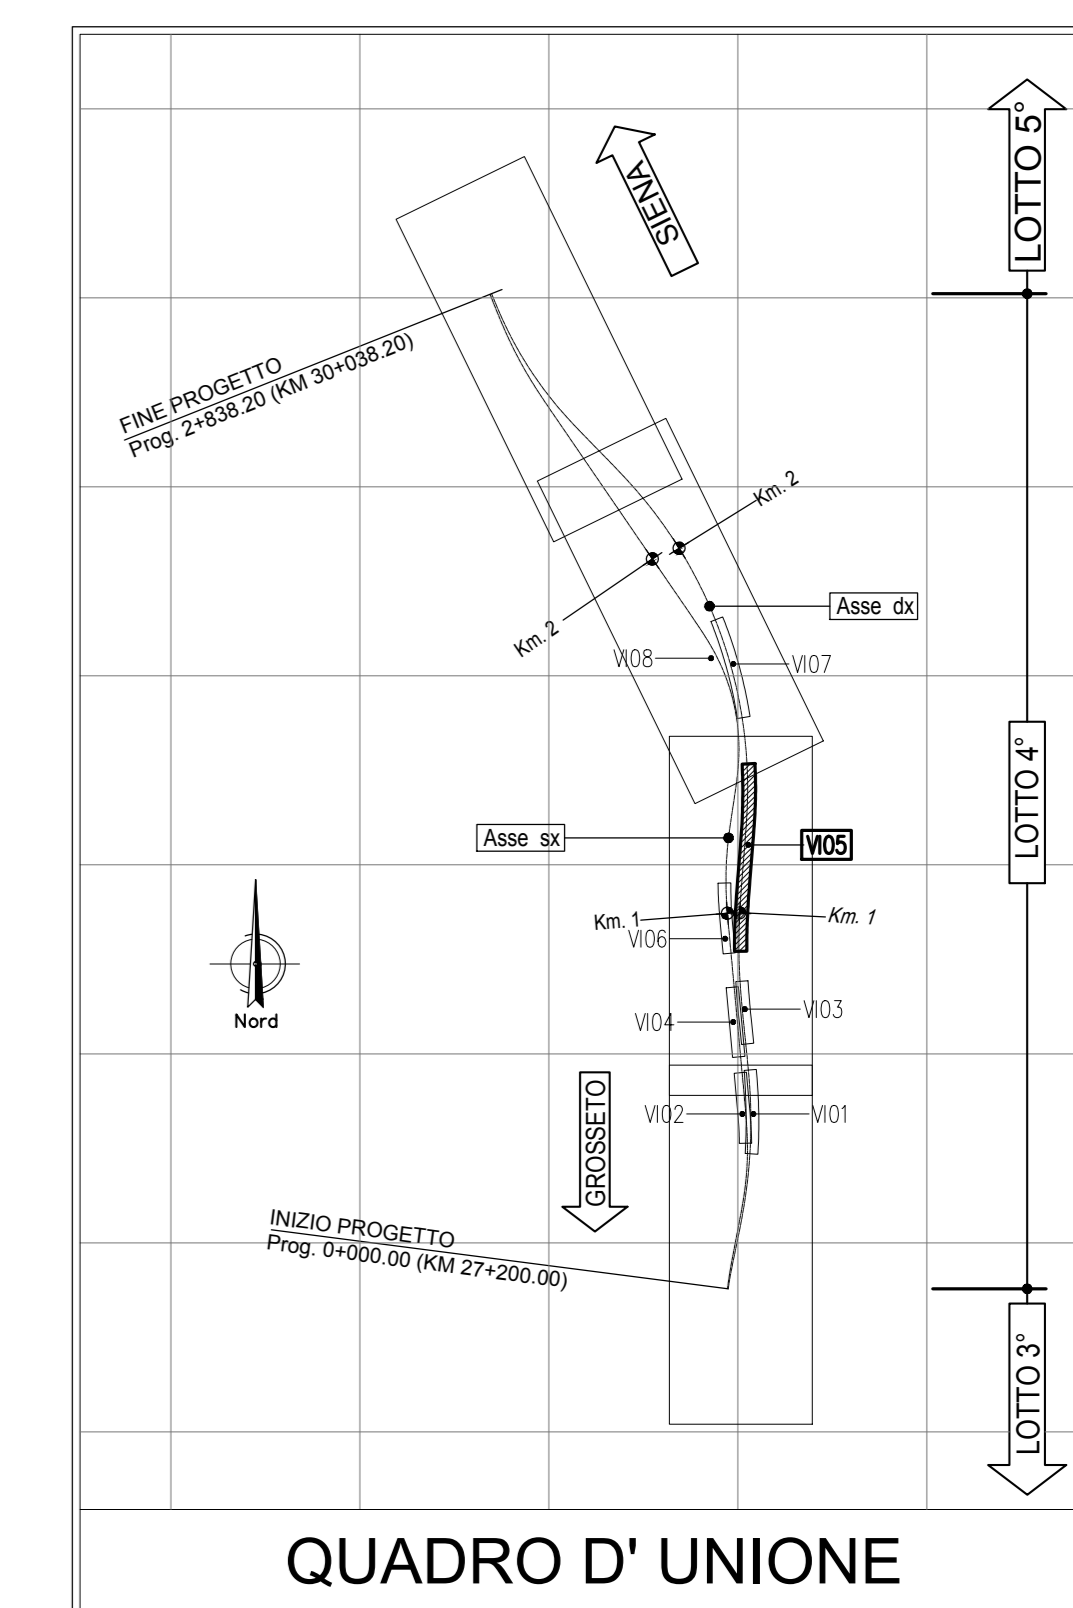 LOTTO 5°
SIENA
FINE PROGETTO
Prog. 2+838.20 (KM 30+038.20)
Km. 2
Km. 2
Asse dx
VI08
VI07
LOTTO 4°
Asse sx
VI05
Km. 1
Km. 1
VI06
Nord
VI04
VI03
GROSSETO
VI02
VI01
INIZIO PROGETTO
Prog. 0+000.00 (KM 27+200.00)
LOTTO 3°
QUADRO D' UNIONE